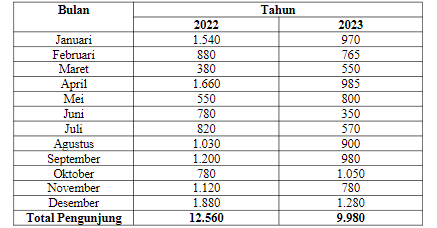 Bulan Tahun
2022 2023
Januari 1.540 970
Februari 880 765
Maret 380 550
April 1.660 985
Mei 550 800
Juni 780 350
Juli 820 570
Agustus 1.030 900
September 1.200 980
Oktober 780 1.050
November 1.120 780
Desember 1.880 1.280
Total Pengunjung 12.560 9.980